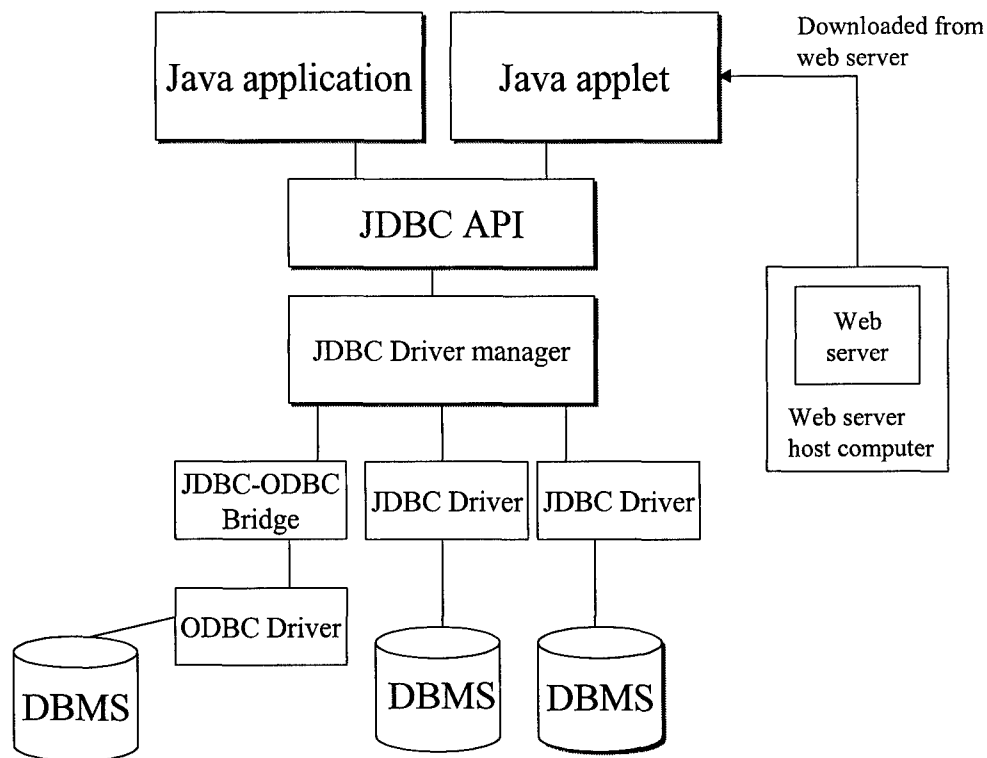 Downloaded from
web server
Java application
Java applet
JDBC API
JDBC Driver manager
Web
server
Web server
host computer
JDBC-ODBC
Bridge
JDBC Driver
JDBC Driver
ODBC Driver
DBMS
DBMS
DBMS